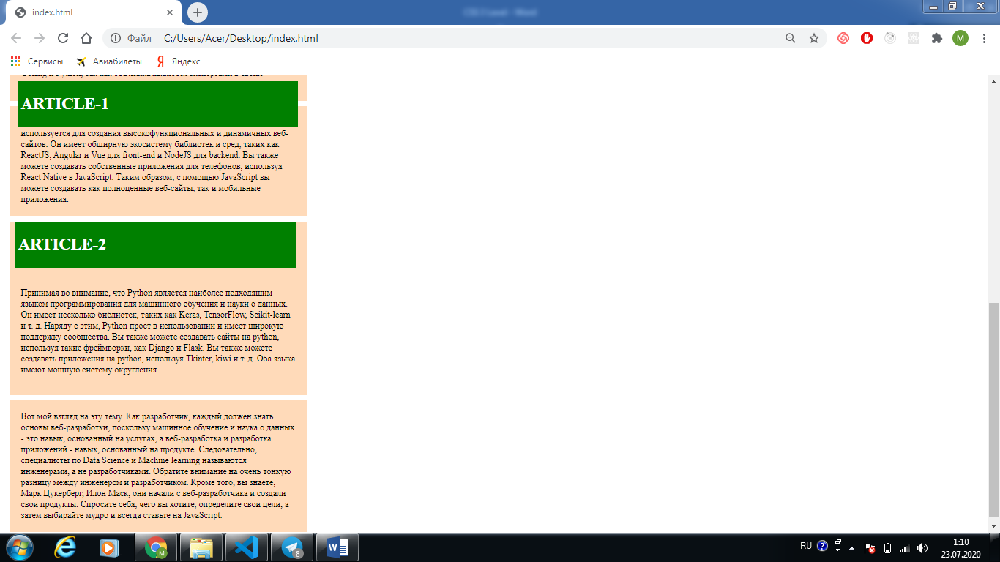 index.html
Файл
C:/Users/Acer/Desktop/index.html
M
Сервисы
Авиабилеты
Яндекс
ARTICLE-1
используется для создания высокофункциональных и динамичных веб-
сайтов. Он имеет обширную экосистему библиотек и сред, таких как
ReactJS, Angular и Vue для front-end и NodeJS для backend. Вы также
можете создавать собственные приложения для телефонов, используя
React Native в JavaScript. Таким образом, с помощью JavaScript вы
можете создавать как полноценные веб-сайты, так и мобильные
приложения.
ARTICLE-2
Принимая во внимание, что Python является наиболее подходящим
языком программирования для машинного обучения и науки о данных.
Он имеет несколько библиотек, таких как Keras, TensorFlow, Scikit-learn
и т. д. Наряду с этим, Python прост в использовании и имеет широкую
поддержку сообщества. Вы также можете создавать сайты на python,
используя такие фреймворки, как Django и Flask. Вы также можете
создавать приложения на python, используя Tkinter, kiwi и т. д. Оба языка
имеют мощную систему округления.
Вот мой взгляд на эту тему. Как разработчик, каждый должен знать
основы веб-разработки, поскольку машинное обучение и наука о данных
- это навык, основанный на услугах, а веб-разработка и разработка
приложений - навык, основанный на продукте. Следовательно,
специалисты по Data Science и Machine learning называются
инженерами, а не разработчиками. Обратите внимание на очень тонкую
разницу между инженером и разработчиком. Кроме того, вы знаете,
Марк Цукерберг, Илон Маск, они начали с веб-разработчика и создали
свои продукты. Спросите себя, чего вы хотите, определите свои цели, а
затем выбирайте мудро и всегда ставьте на JavaScript.
RU
1:10
23.07.2020